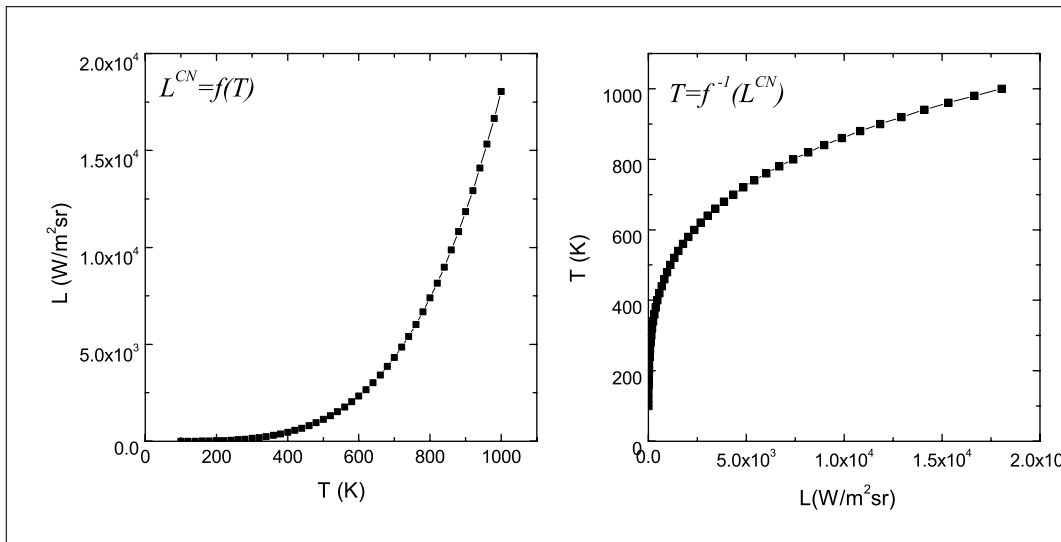 L^CN=f(T)
2.0x10^4
1.5x10^4
1.0x10^4
5.0x10^3
0.0
L (W/m^2sr)
0 200 400 600 800 1000
T (K)
T=f^-1(L^CN)
1000
800
600
400
200
0
T (K)
0.0 5.0x10^3 1.0x10^4 1.5x10^4 2.0x10
L(W/m^2sr)